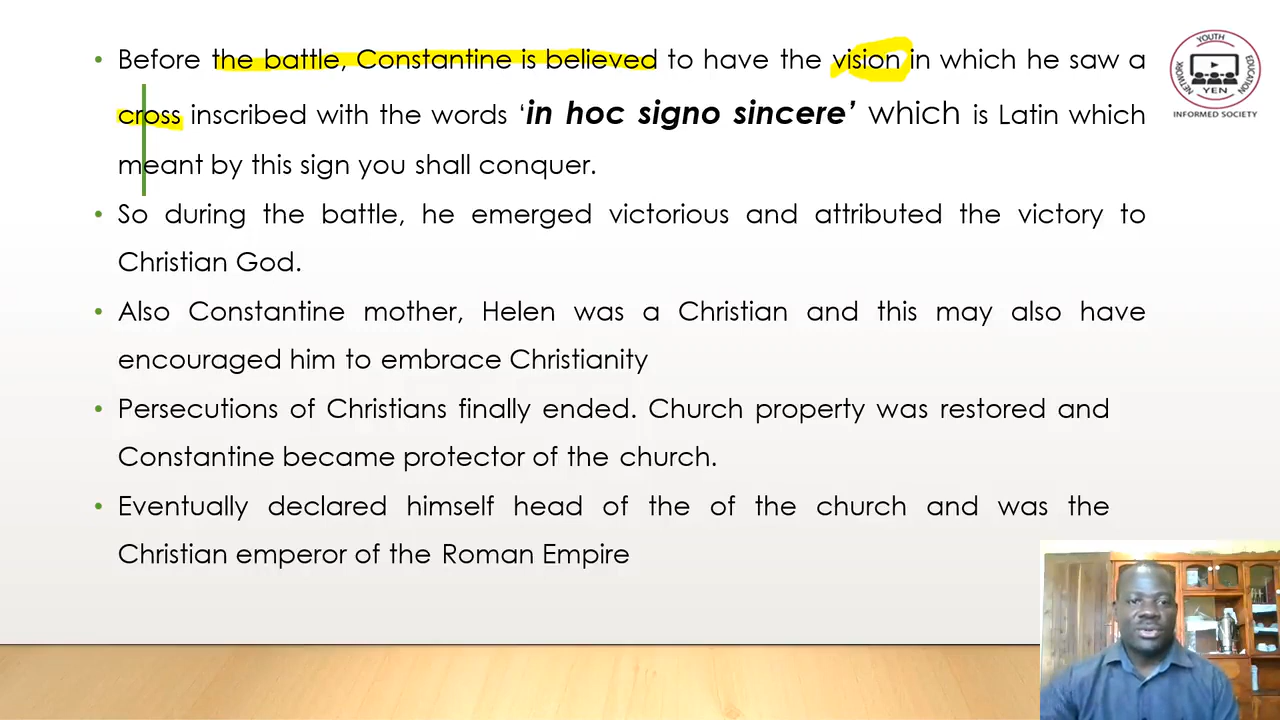 • Before the battle, Constantine is believed to have the vision in which he saw a
cross inscribed with the words ‘in hoc signo sincere’ which is Latin which
meant by this sign you shall conquer.
• So during the battle, he emerged victorious and attributed the victory to
Christian God.
• Also Constantine mother, Helen was a Christian and this may also have
encouraged him to embrace Christianity
• Persecutions of Christians finally ended. Church property was restored and
Constantine became protector of the church.
• Eventually declared himself head of the of the church and was the
Christian emperor of the Roman Empire
YOUTH EDUCATION NETWORK
YEN
INFORMED SOCIETY